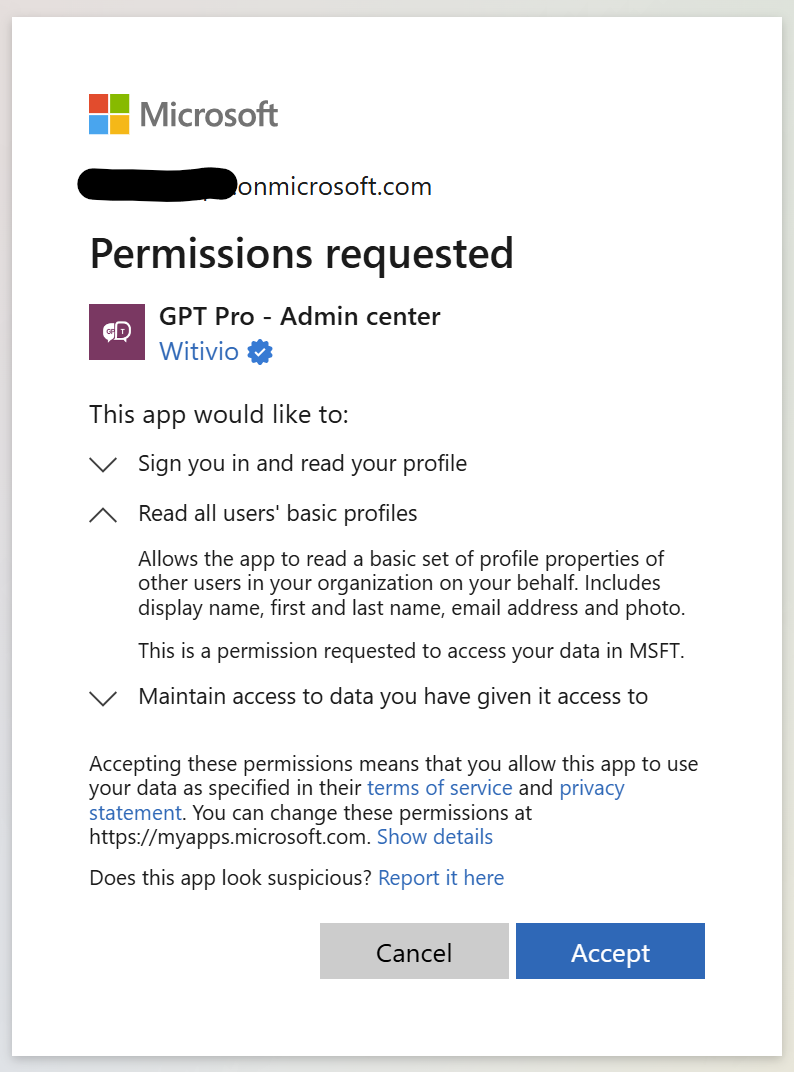 Microsoft
onmicrosoft.com
Permissions requested
GPT Pro - Admin center
Witivio
This app would like to:
Sign you in and read your profile
Read all users' basic profiles
Allows the app to read a basic set of profile properties of
other users in your organization on your behalf. Includes
display name, first and last name, email address and photo.
This is a permission requested to access your data in MSFT.
Maintain access to data you have given it access to
Accepting these permissions means that you allow this app to use
your data as specified in their terms of service and privacy
statement. You can change these permissions at
https://myapps.microsoft.com. Show details
Does this app look suspicious? Report it here
Cancel Accept